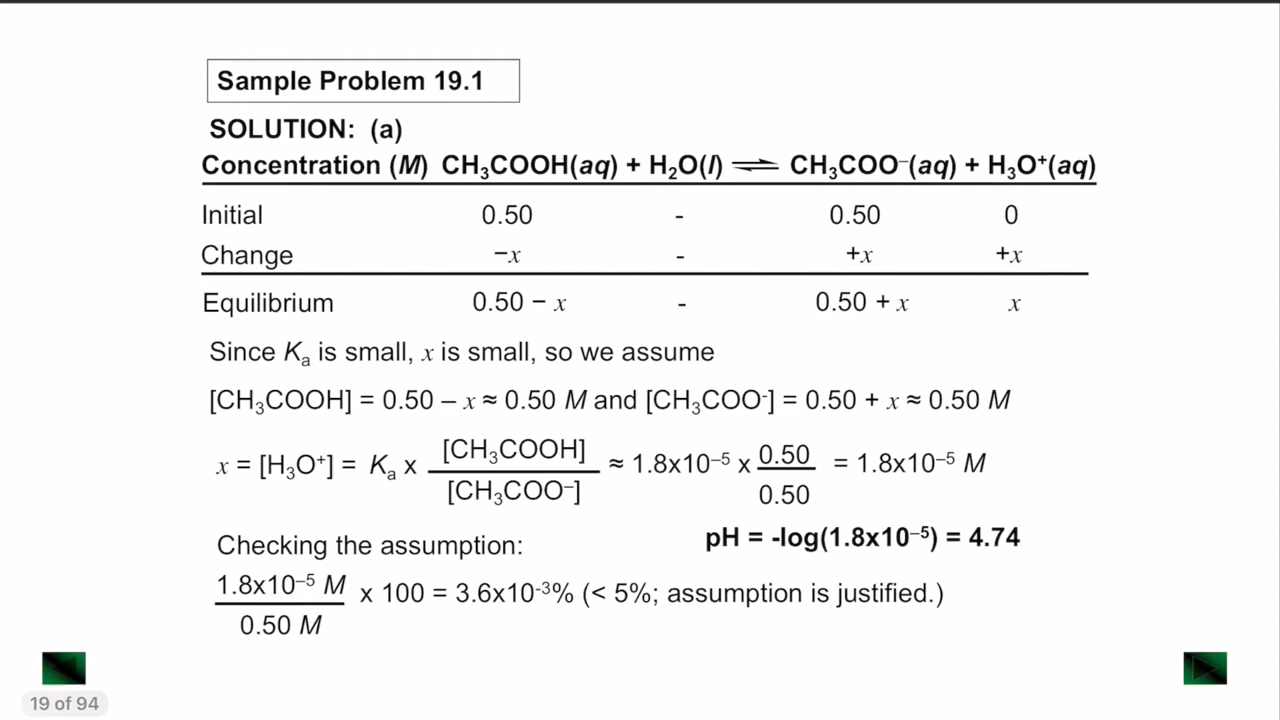 Sample Problem 19.1
SOLUTION: (a)
Concentration (M) CH₃COOH(aq) + H₂O(l) ⇌ CH₃COO⁻(aq) + H₃O⁺(aq)
Initial 0.50 - 0.50 0
Change −x - +x +x
Equilibrium 0.50 − x - 0.50 + x x
Since Kₐ is small, x is small, so we assume
[CH₃COOH] = 0.50 – x ≈ 0.50 M and [CH₃COO⁻] = 0.50 + x ≈ 0.50 M
x = [H₃O⁺] = Kₐ x [CH₃COOH] / [CH₃COO⁻] ≈ 1.8x10⁻⁵ x 0.50 / 0.50 = 1.8x10⁻⁵ M
pH = -log(1.8x10⁻⁵) = 4.74
Checking the assumption:
1.8x10⁻⁵ M / 0.50 M x 100 = 3.6x10⁻³% (< 5%; assumption is justified.)
19 of 94